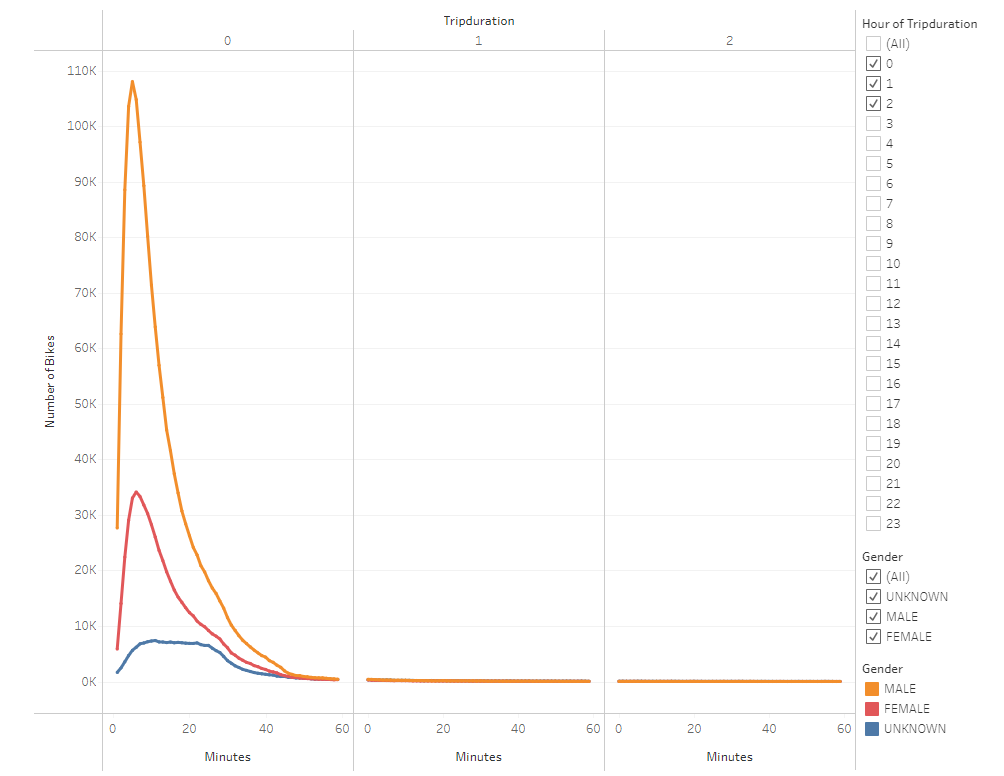 Tripduration
0 1 2
110K
100K
90K
80K
70K
60K
50K
40K
30K
20K
10K
0K
Number of Bikes
0 20 40 60 0 20 40 60 0 20 40 60
Minutes Minutes Minutes
Hour of Tripduration
(All)
0
1
2
3
4
5
6
7
8
9
10
11
12
13
14
15
16
17
18
19
20
21
22
23
Gender
(All)
UNKNOWN
MALE
FEMALE
Gender
MALE
FEMALE
UNKNOWN